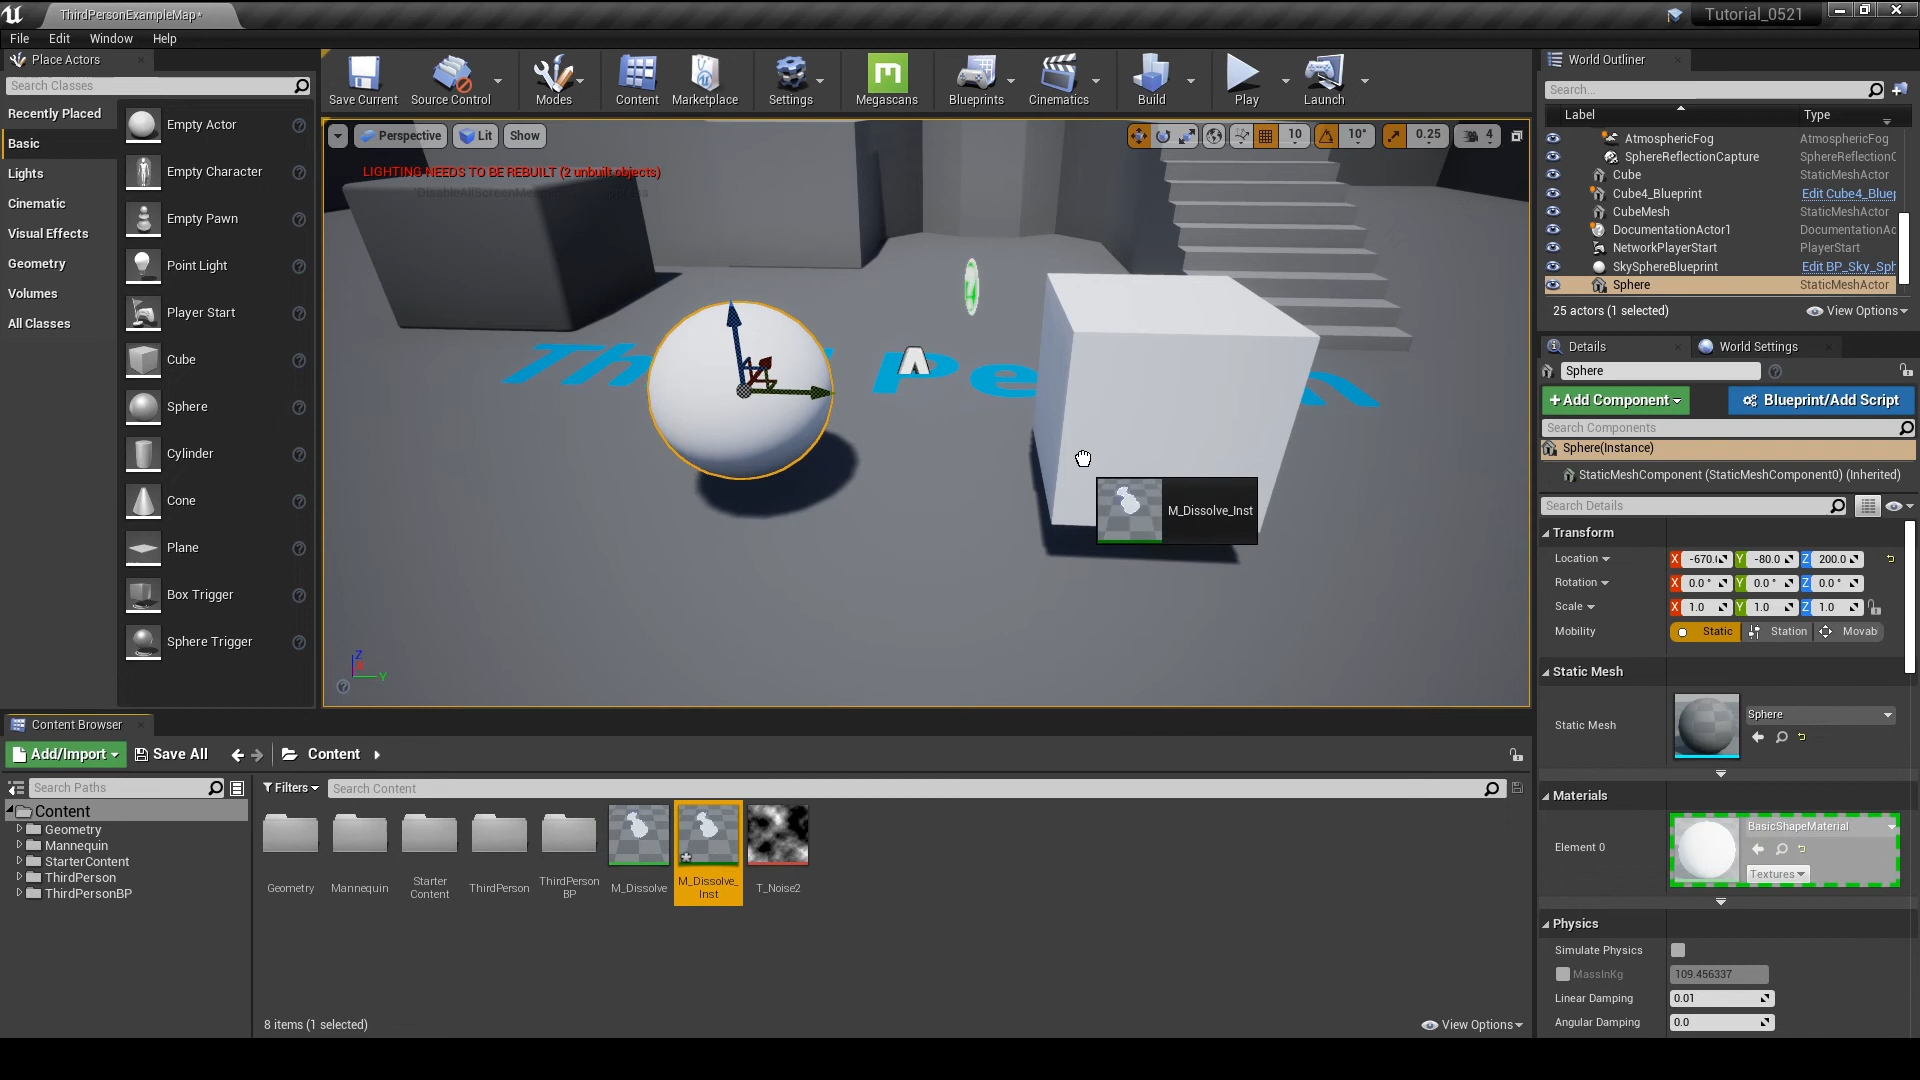 ThirdPersonExampleMap*
Tutorial_0521
File Edit Window Help
Place Actors
Search Classes
Recently Placed
Basic
Lights
Cinematic
Visual Effects
Geometry
Volumes
All Classes
Empty Actor
Empty Character
Empty Pawn
Point Light
Player Start
Cube
Sphere
Cylinder
Cone
Plane
Box Trigger
Sphere Trigger
Save Current
Source Control
Modes
Content
Marketplace
Settings
Megascans
Blueprints
Cinematics
Build
Play
Launch
Perspective Lit Show
10 10° 0.25 4
LIGHTING NEEDS TO BE REBUILT (2 unbuilt objects)
M_Dissolve_Inst
Z
Y
World Outliner
Search...
Label Type
AtmosphericFog AtmosphericFog
SphereReflectionCapture SphereReflectionC
Cube StaticMeshActor
Cube4_Blueprint Edit Cube4_Bluep
CubeMesh StaticMeshActor
DocumentationActor1 DocumentationAc
NetworkPlayerStart PlayerStart
SkySphereBlueprint Edit BP_Sky_Sph
Sphere StaticMeshActor
25 actors (1 selected) View Options
Details World Settings
Sphere
+Add Component Blueprint/Add Script
Search Components
Sphere(Instance)
StaticMeshComponent (StaticMeshComponent0) (Inherited)
Search Details
Transform
Location X -670.( Y -80.0 Z 200.0
Rotation X 0.0 ° Y 0.0 ° Z 0.0 °
Scale X 1.0 Y 1.0 Z 1.0
Mobility Static Station Movab
Static Mesh
Static Mesh Sphere
Materials
Element 0 BasicShapeMaterial
Textures
Physics
Simulate Physics
MassInKg 109.456337
Linear Damping 0.01
Angular Damping 0.0
Content Browser
Add/Import Save All Content
Search Paths
Content
Geometry
Mannequin
StarterContent
ThirdPerson
ThirdPersonBP
Filters Search Content
Geometry
Mannequin
Starter
Content
ThirdPerson
ThirdPerson
BP
M_Dissolve
M_Dissolve_
Inst
T_Noise2
8 items (1 selected) View Options